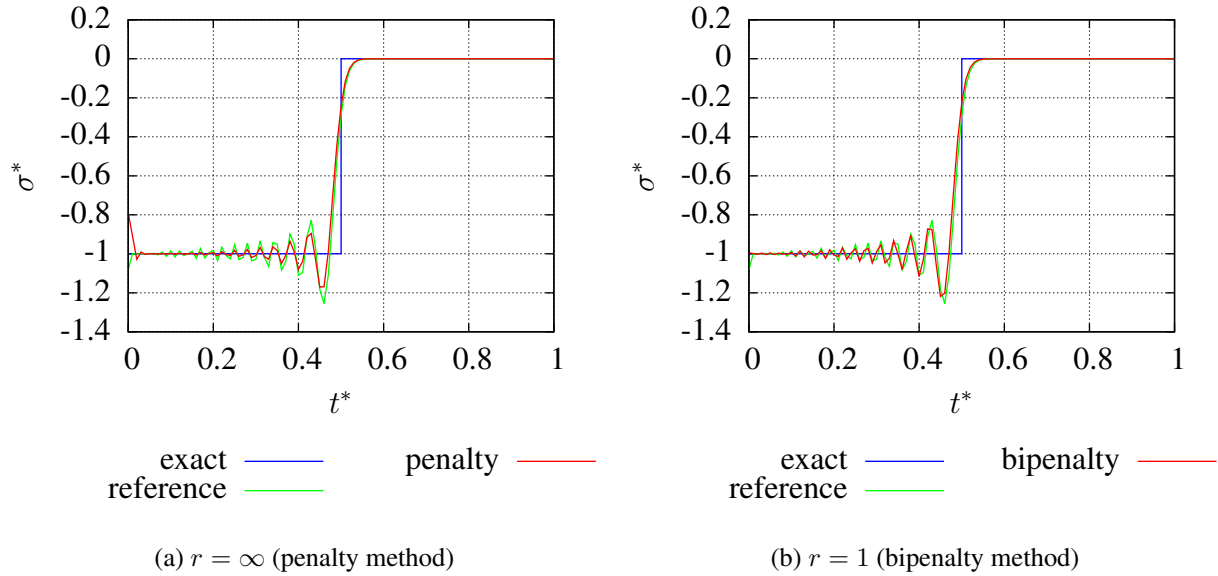 0.2
0
-0.2
-0.4
-0.6
-0.8
-1
-1.2
-1.4
σ*
0 0.2 0.4 0.6 0.8 1
t*
exact
penalty
reference
(a) r = ∞ (penalty method)
0.2
0
-0.2
-0.4
-0.6
-0.8
-1
-1.2
-1.4
σ*
0 0.2 0.4 0.6 0.8 1
t*
exact
bipenalty
reference
(b) r = 1 (bipenalty method)